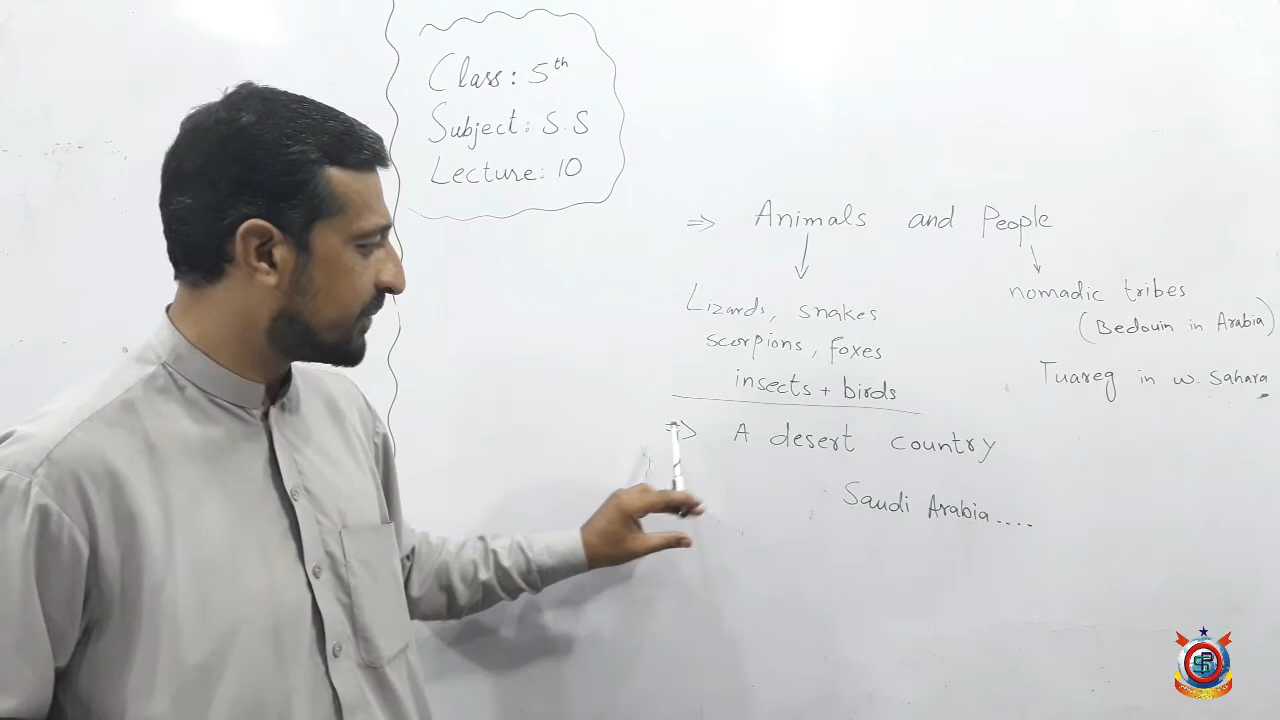 Class: 5th
Subject: S.S
Lecture: 10
⇒ Animals and People
Lizards, snakes
scorpions, foxes
insects + birds
nomadic tribes
(Bedouin in Arabia)
Tuareg in w. Sahara
⇒ A desert country
Saudi Arabia....